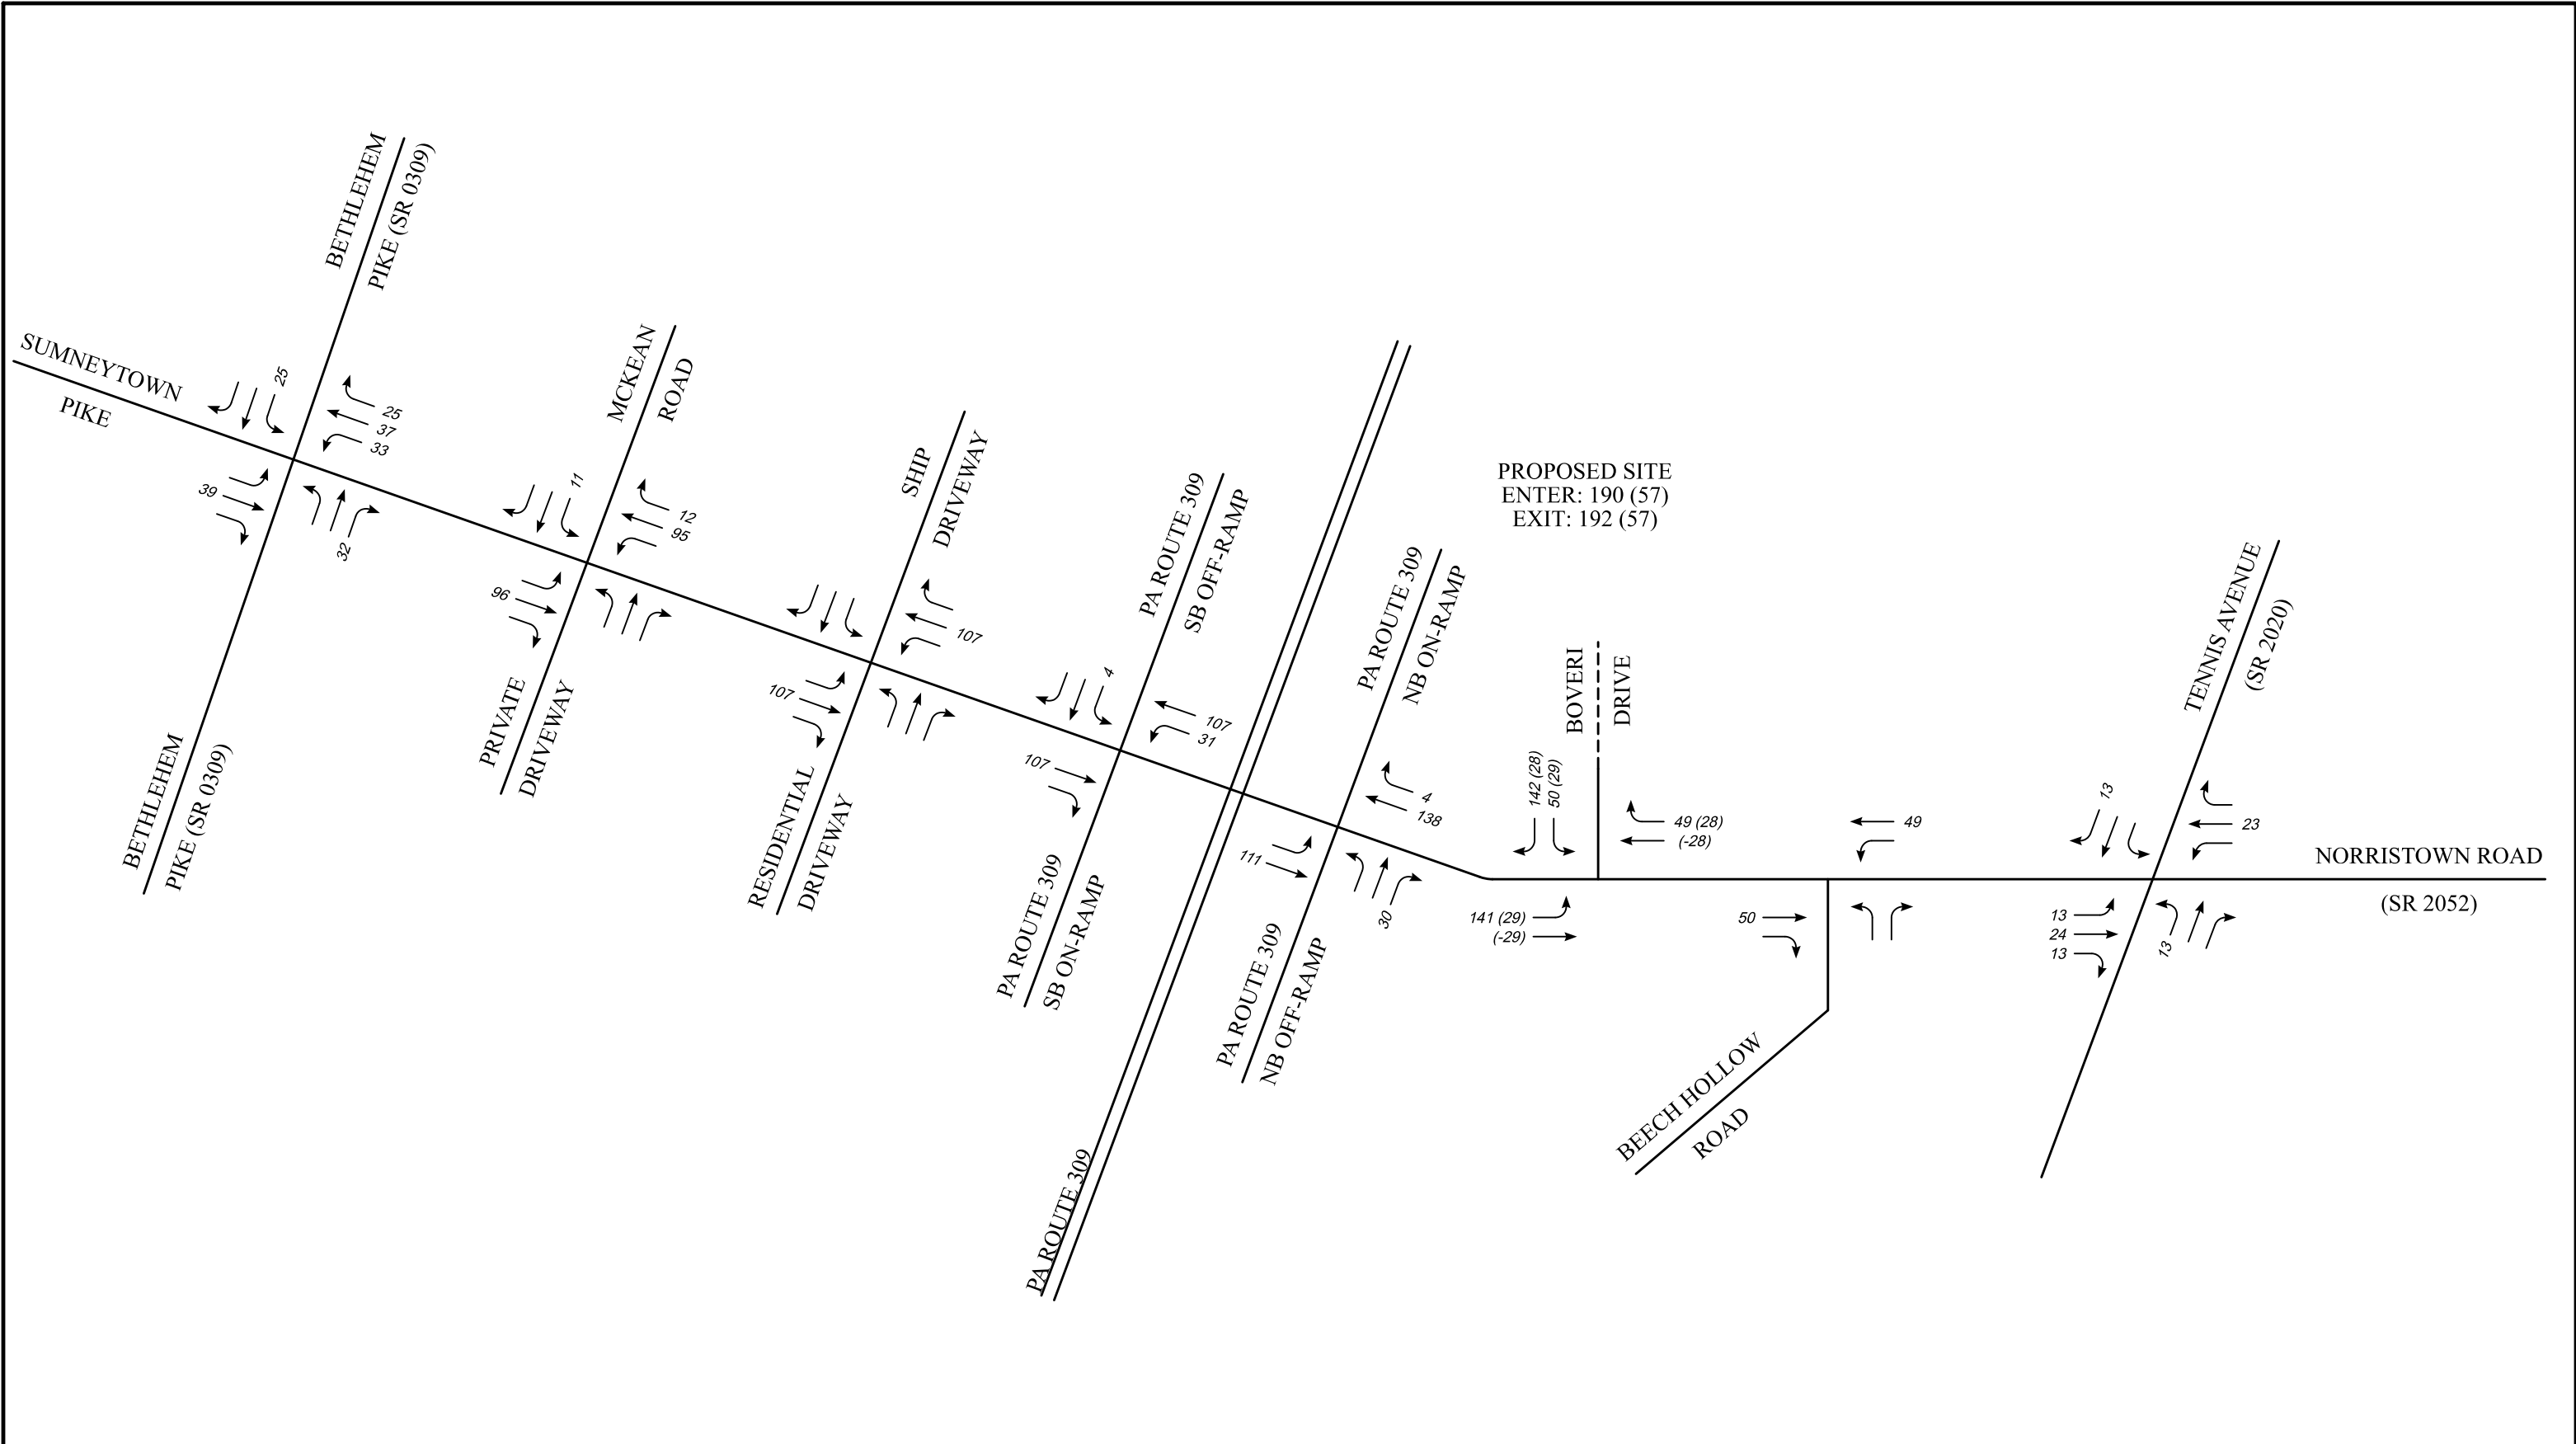 SUMNEYTOWN
PIKE
BETHLEHEM
PIKE (SR 0309)
25
25
37
33
39
32
BETHLEHEM
PIKE (SR 0309)
MCKEAN
ROAD
11
12
95
96
PRIVATE
DRIVEWAY
SHIP
DRIVEWAY
107
107
RESIDENTIAL
DRIVEWAY
PA ROUTE 309
SB OFF-RAMP
4
107
31
107
PA ROUTE 309
SB ON-RAMP
PA ROUTE 309
PA ROUTE 309
NB ON-RAMP
4
138
111
30
PA ROUTE 309
NB OFF-RAMP
PROPOSED SITE
ENTER: 190 (57)
EXIT: 192 (57)
BOVERI
DRIVE
142 (28)
50 (29)
49 (28)
(-28)
141 (29)
(-29)
49
50
BEECH HOLLOW
ROAD
TENNIS AVENUE
(SR 2020)
13
23
13
24
13
13
NORRISTOWN ROAD
(SR 2052)